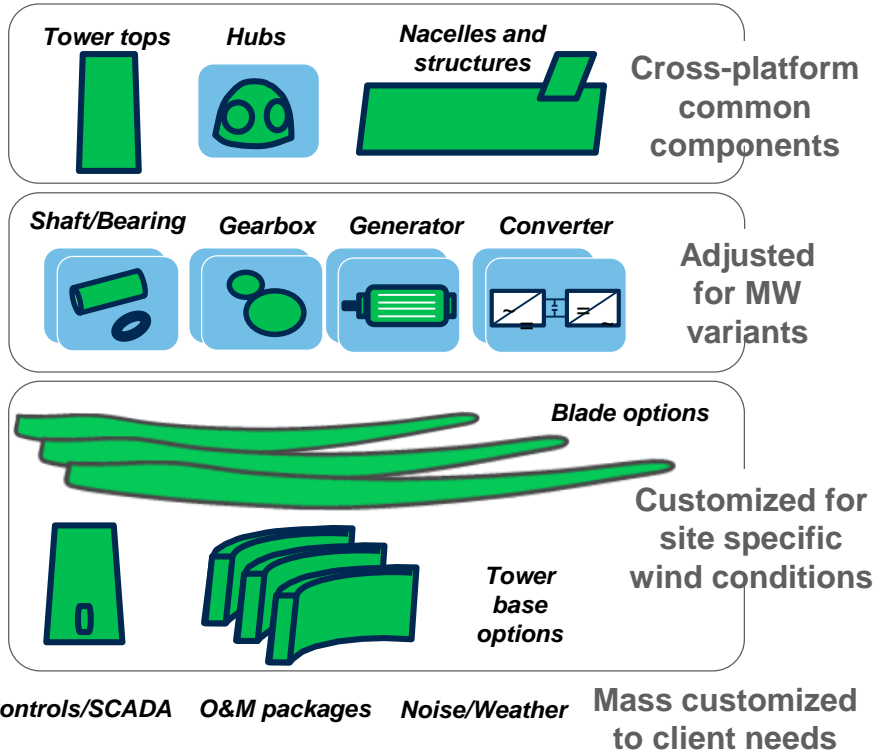 Tower tops
Hubs
Nacelles and
structures
Cross-platform
common
components
Shaft/Bearing
Gearbox
Generator
Converter
Adjusted
for MW
variants
Blade options
Customized for
site specific
wind conditions
Tower
base
options
ontrols/SCADA
O&M packages
Noise/Weather
Mass customized
to client needs